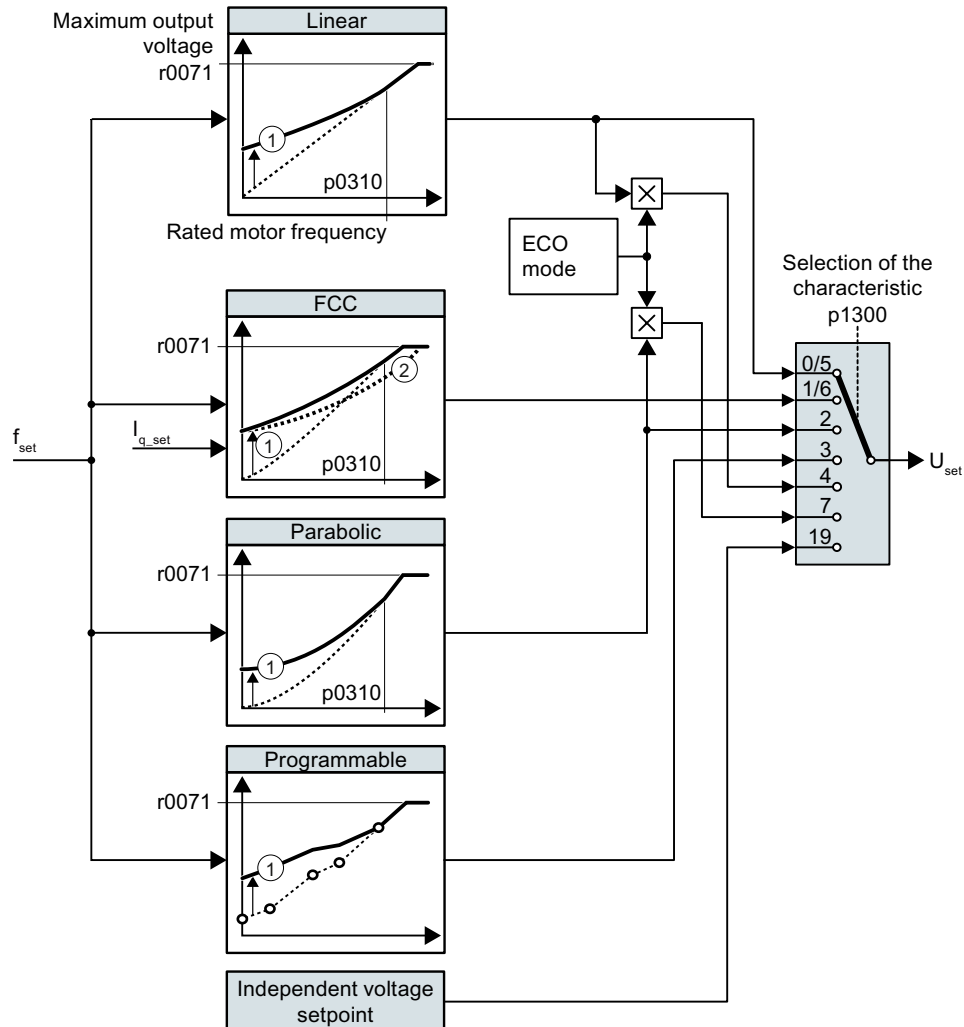 Maximum output
voltage
r0071
Linear
1
p0310
Rated motor frequency
ECO
mode
Selection of the
characteristic
p1300
FCC
r0071
2
1
p0310
f_set
I_q_set
0/5
1/6
2
3
4
7
19
U_set
Parabolic
r0071
1
p0310
Programmable
r0071
1
Independent voltage
setpoint